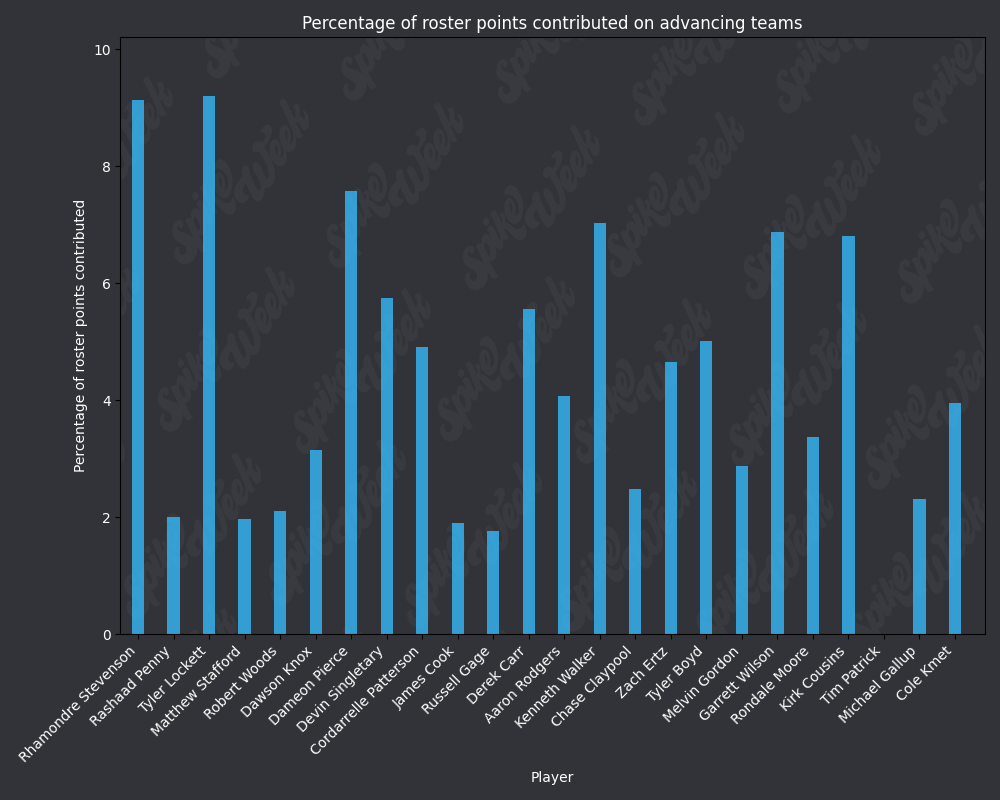 Percentage of roster points contributed on advancing teams
Percentage of roster points contributed
10
8
6
4
2
0
Rhamondre Stevenson
Rashaad Penny
Tyler Lockett
Matthew Stafford
Robert Woods
Dawson Knox
Dameon Pierce
Devin Singletary
Cordarrelle Patterson
James Cook
Russell Gage
Derek Carr
Aaron Rodgers
Kenneth Walker
Chase Claypool
Zach Ertz
Tyler Boyd
Melvin Gordon
Garrett Wilson
Rondale Moore
Kirk Cousins
Tim Patrick
Michael Gallup
Cole Kmet
Player
Spike Week